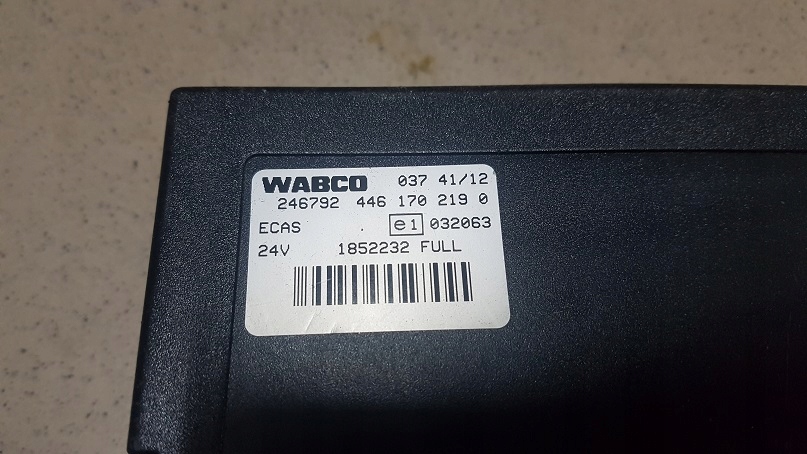 WABCO 037 41/12
246792 446 170 219 0
ECAS . e1 032063
24V 1852232 FULL